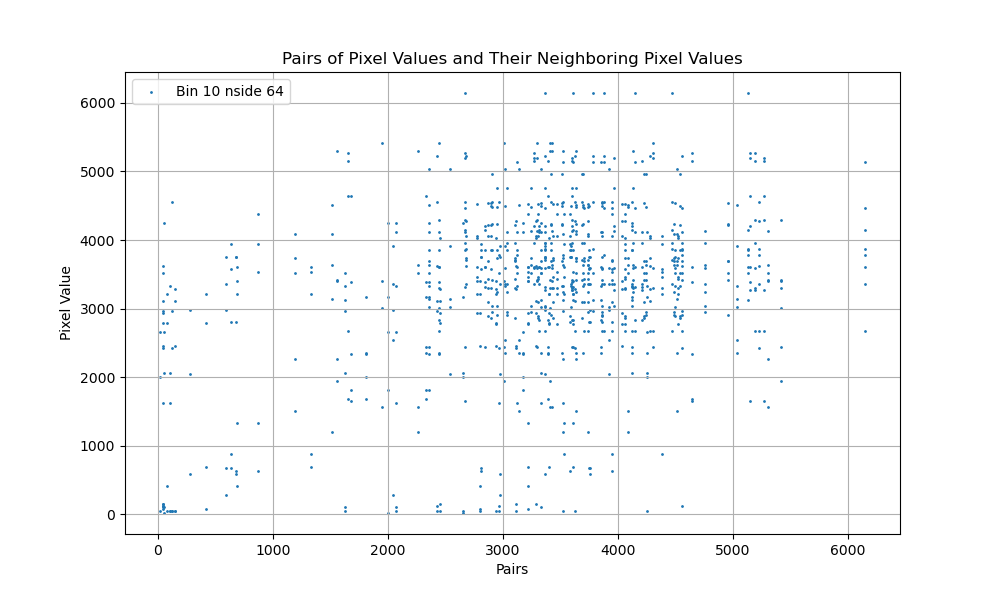 Pairs of Pixel Values and Their Neighboring Pixel Values
Bin 10 nside 64
6000
5000
4000
3000
2000
1000
0
Pixel Value
0 1000 2000 3000 4000 5000 6000
Pairs